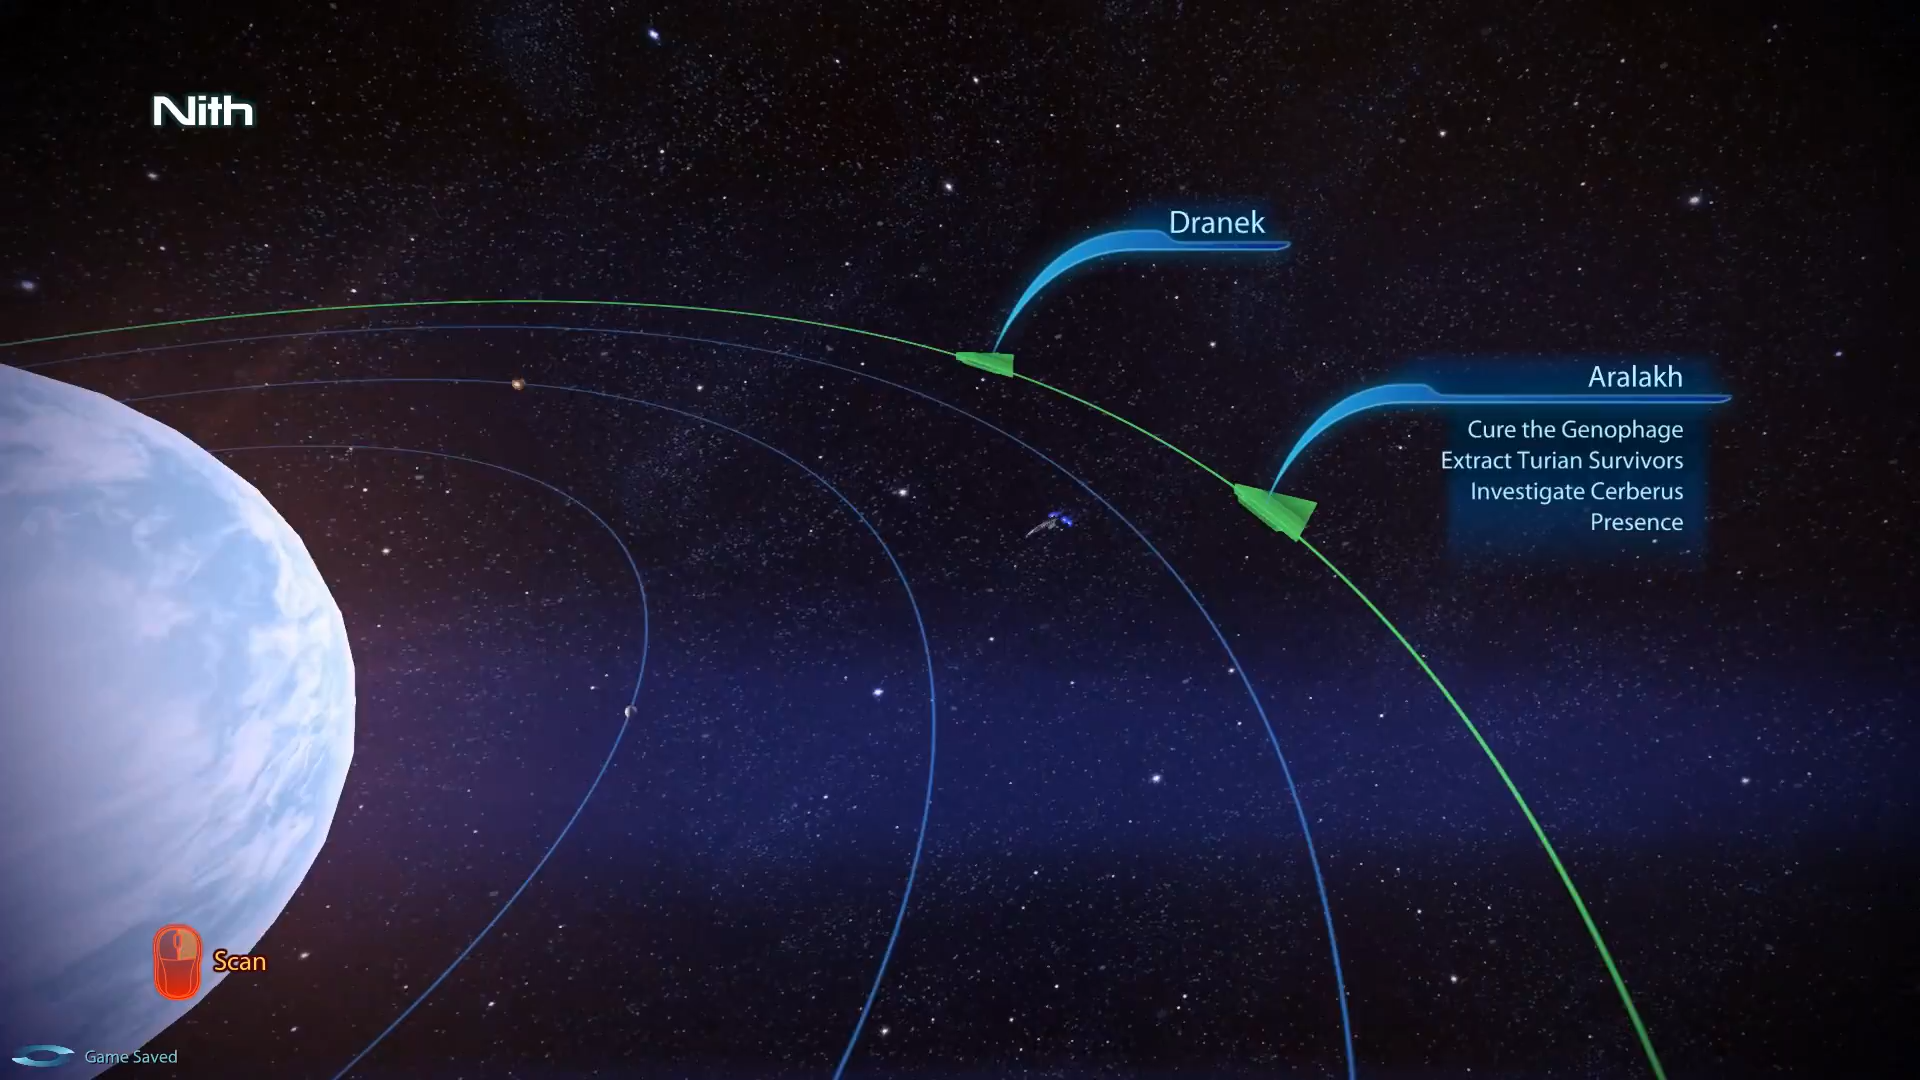 Nith
Dranek
Aralakh
Cure the Genophage
Extract Turian Survivors
Investigate Cerberus
Presence
Scan
Game Saved